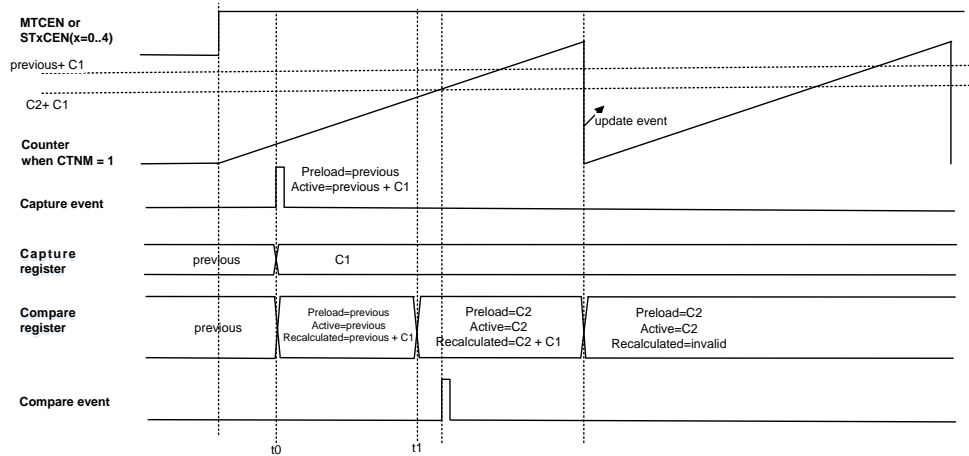 MTCEN or
STxCEN(x=0..4)
previous+ C1
C2+ C1
update event
Counter
when CTNM = 1
Preload=previous
Active=previous + C1
Capture event
Capture
register
previous
C1
Compare
register
previous
Preload=previous
Active=previous
Recalculated=previous + C1
Preload=C2
Active=C2
Recalculated=C2 + C1
Preload=C2
Active=C2
Recalculated=invalid
Compare event
t0
t1